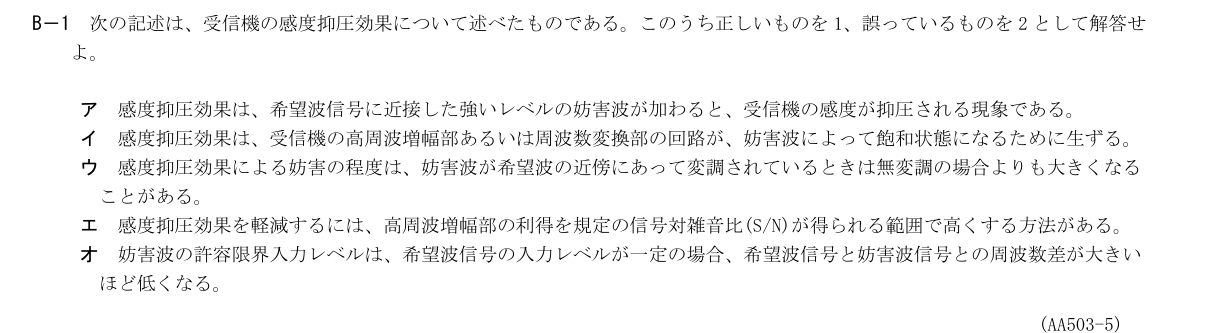 B－1　次の記述は、受信機の感度抑圧効果について述べたものである。このうち正しいものを 1、誤っているものを 2 として解答せ
よ。
ア　感度抑圧効果は、希望波信号に近接した強いレベルの妨害波が加わると、受信機の感度が抑圧される現象である。
イ　感度抑圧効果は、受信機の高周波増幅部あるいは周波数変換部の回路が、妨害波によって飽和状態になるために生ずる。
ウ　感度抑圧効果による妨害の程度は、妨害波が希望波の近傍にあって変調されているときは無変調の場合よりも大きくなる
ことがある。
エ　感度抑圧効果を軽減するには、高周波増幅部の利得を規定の信号対雑音比(S/N)が得られる範囲で高くする方法がある。
オ　妨害波の許容限界入力レベルは、希望波信号の入力レベルが一定の場合、希望波信号と妨害波信号との周波数差が大きい
ほど低くなる。
(AA503-5)